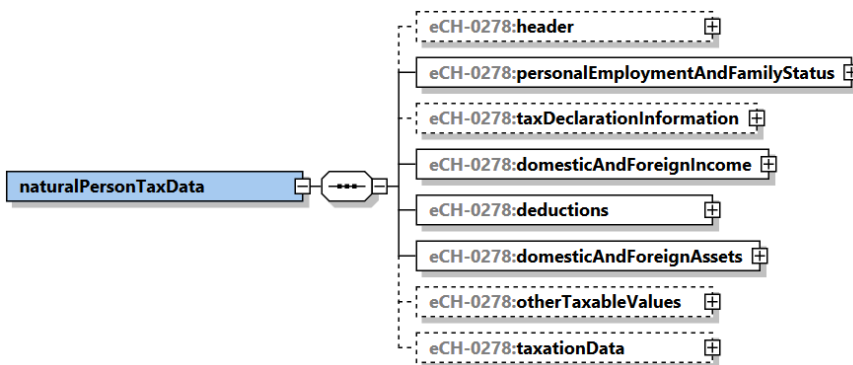 eCH-0278:header
eCH-0278:personalEmploymentAndFamilyStatus
eCH-0278:taxDeclarationInformation
eCH-0278:domesticAndForeignIncome
naturalPersonTaxData
eCH-0278:deductions
eCH-0278:domesticAndForeignAssets
eCH-0278:otherTaxableValues
eCH-0278:taxationData